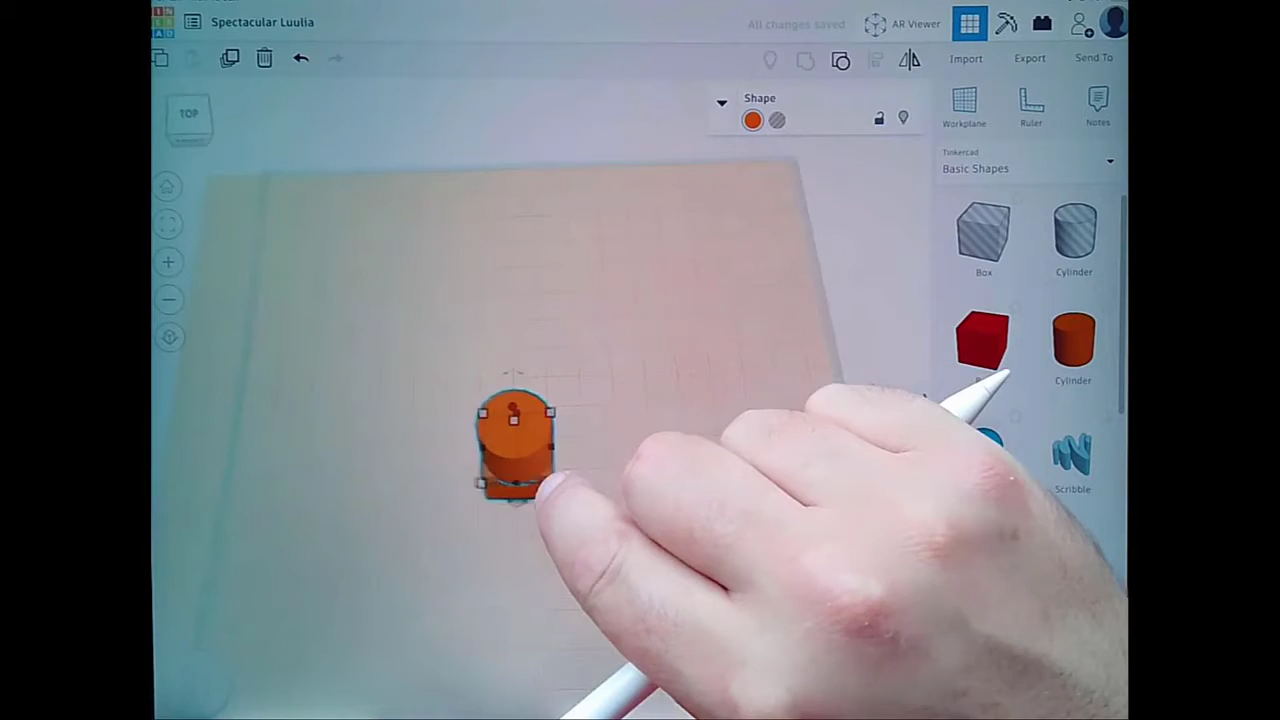 Spectacular Luulia
All changes saved
AR Viewer
Import
Export
Send To
TOP
Shape
Workplane
Ruler
Notes
Tinkercad
Basic Shapes
Box
Cylinder
Cylinder
Scribble